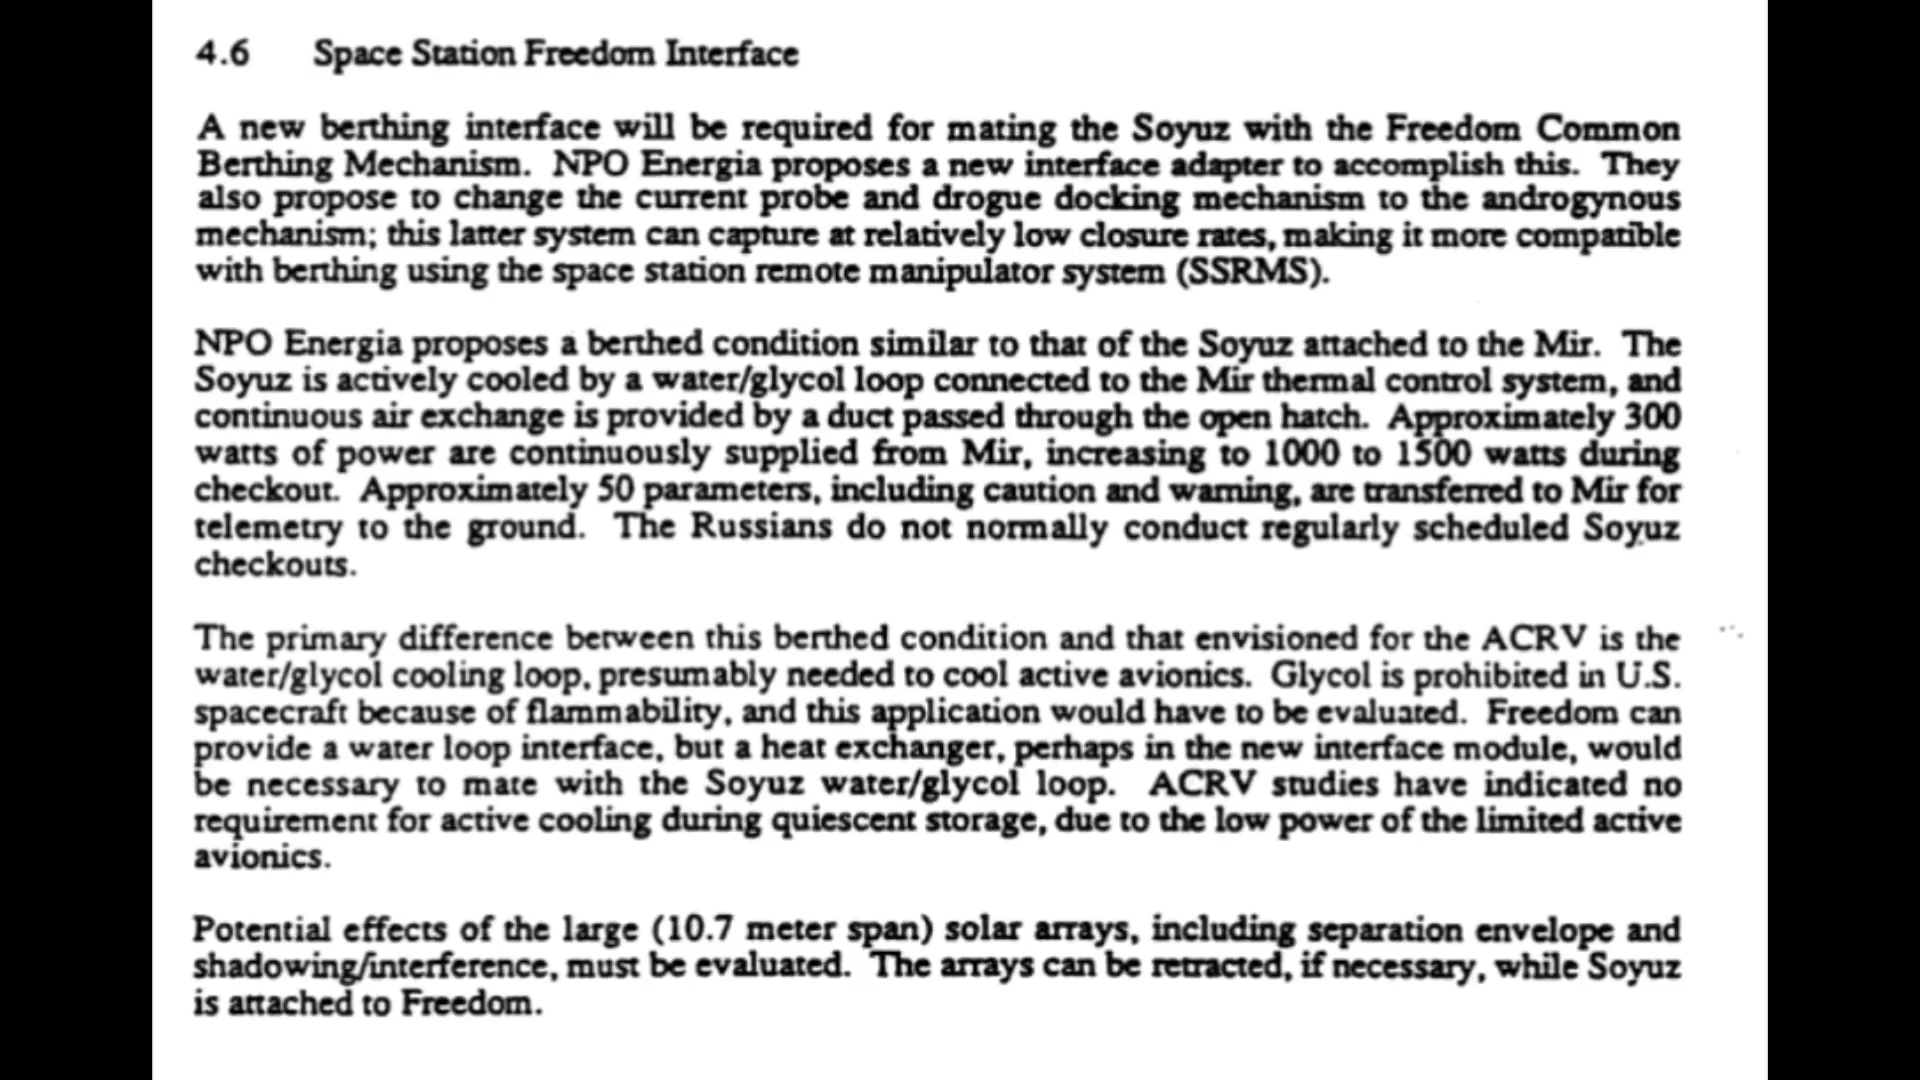 4.6 Space Station Freedom Interface
A new berthing interface will be required for mating the Soyuz with the Freedom Common
Berthing Mechanism. NPO Energia proposes a new interface adapter to accomplish this. They
also propose to change the current probe and drogue docking mechanism to the androgynous
mechanism; this latter system can capture at relatively low closure rates, making it more compatible
with berthing using the space station remote manipulator system (SSRMS).
NPO Energia proposes a berthed condition similar to that of the Soyuz attached to the Mir. The
Soyuz is actively cooled by a water/glycol loop connected to the Mir thermal control system, and
continuous air exchange is provided by a duct passed through the open hatch. Approximately 300
watts of power are continuously supplied from Mir, increasing to 1000 to 1500 watts during
checkout. Approximately 50 parameters, including caution and warning, are transferred to Mir for
telemetry to the ground. The Russians do not normally conduct regularly scheduled Soyuz
checkouts.
The primary difference between this berthed condition and that envisioned for the ACRV is the
water/glycol cooling loop, presumably needed to cool active avionics. Glycol is prohibited in U.S.
spacecraft because of flammability, and this application would have to be evaluated. Freedom can
provide a water loop interface, but a heat exchanger, perhaps in the new interface module, would
be necessary to mate with the Soyuz water/glycol loop. ACRV studies have indicated no
requirement for active cooling during quiescent storage, due to the low power of the limited active
avionics.
Potential effects of the large (10.7 meter span) solar arrays, including separation envelope and
shadowing/interference, must be evaluated. The arrays can be retracted, if necessary, while Soyuz
is attached to Freedom.